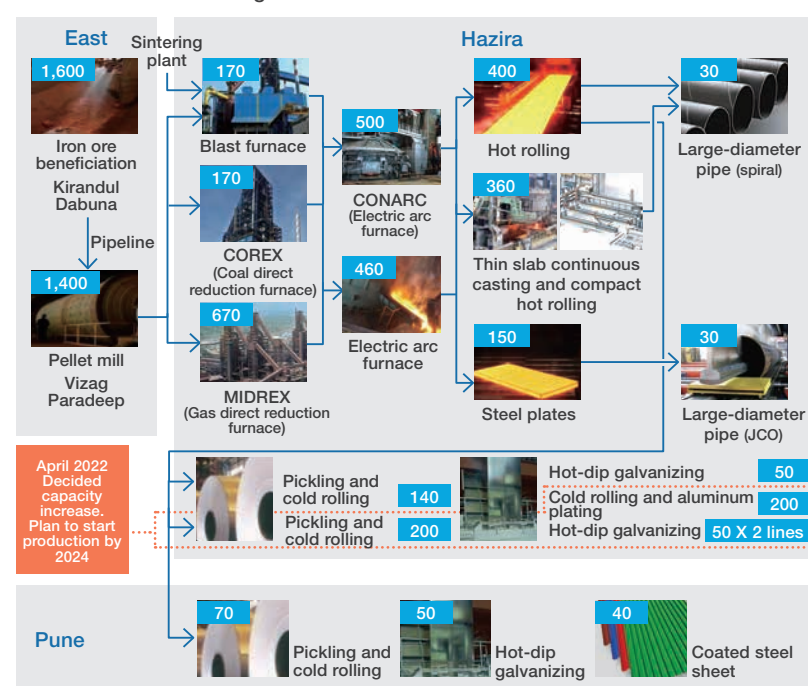 East
Hazira
Sintering
plant
1,600
170
400
30
Iron ore
beneficiation
Kirandul
Dabuna
Blast furnace
500
Hot rolling
Large-diameter
pipe (spiral)
170
CONARC
(Electric arc
furnace)
360
Pipeline
COREX
(Coal direct
reduction furnace)
460
Thin slab continuous
casting and compact
hot rolling
1,400
670
Electric arc
furnace
150
30
Pellet mill
Vizag
Paradeep
MIDREX
(Gas direct reduction
furnace)
Steel plates
Large-diameter
pipe (JCO)
April 2022
Decided
capacity
increase.
Plan to start
production by
2024
Pickling and
cold rolling
140
Pickling and
cold rolling
200
Hot-dip galvanizing
50
Cold rolling and aluminum
plating
200
Hot-dip galvanizing
50 X 2 lines
Pune
70
Pickling and
cold rolling
50
Hot-dip
galvanizing
40
Coated steel
sheet